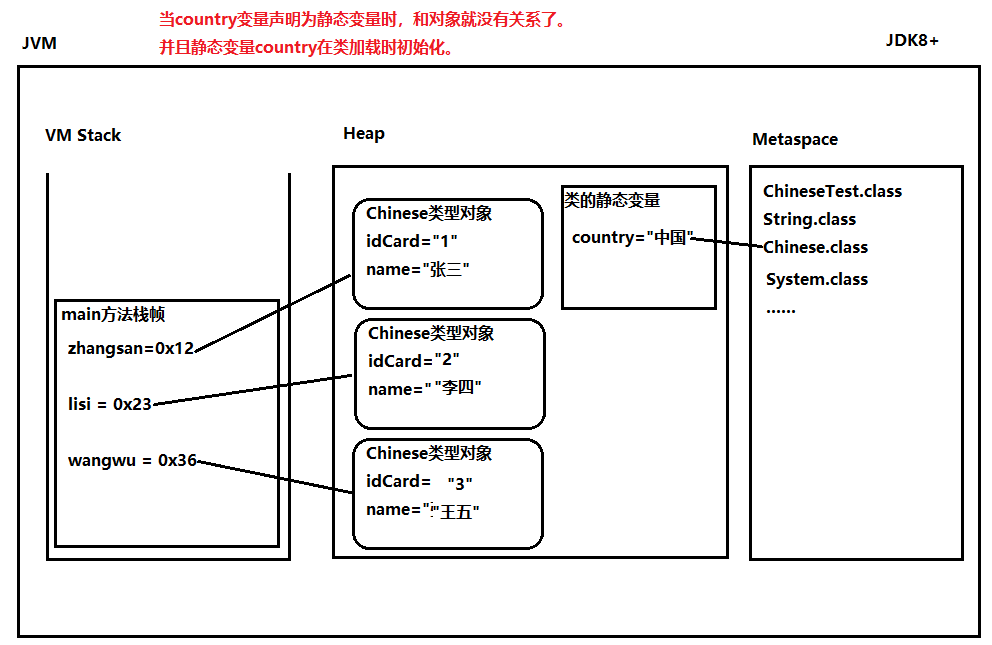 当country变量声明为静态变量时，和对象就没有关系了。
并且静态变量country在类加载时初始化。
JVM
JDK8+
VM Stack
Heap
Metaspace
main方法栈帧
zhangsan=0x12
lisi = 0x23
wangwu = 0x36
Chinese类型对象
idCard="1"
name="张三"
Chinese类型对象
idCard="2"
name=" "李四"
Chinese类型对象
idCard= "3"
name=" "王五"
类的静态变量
country="中国"
ChineseTest.class
String.class
Chinese.class
System.class
......